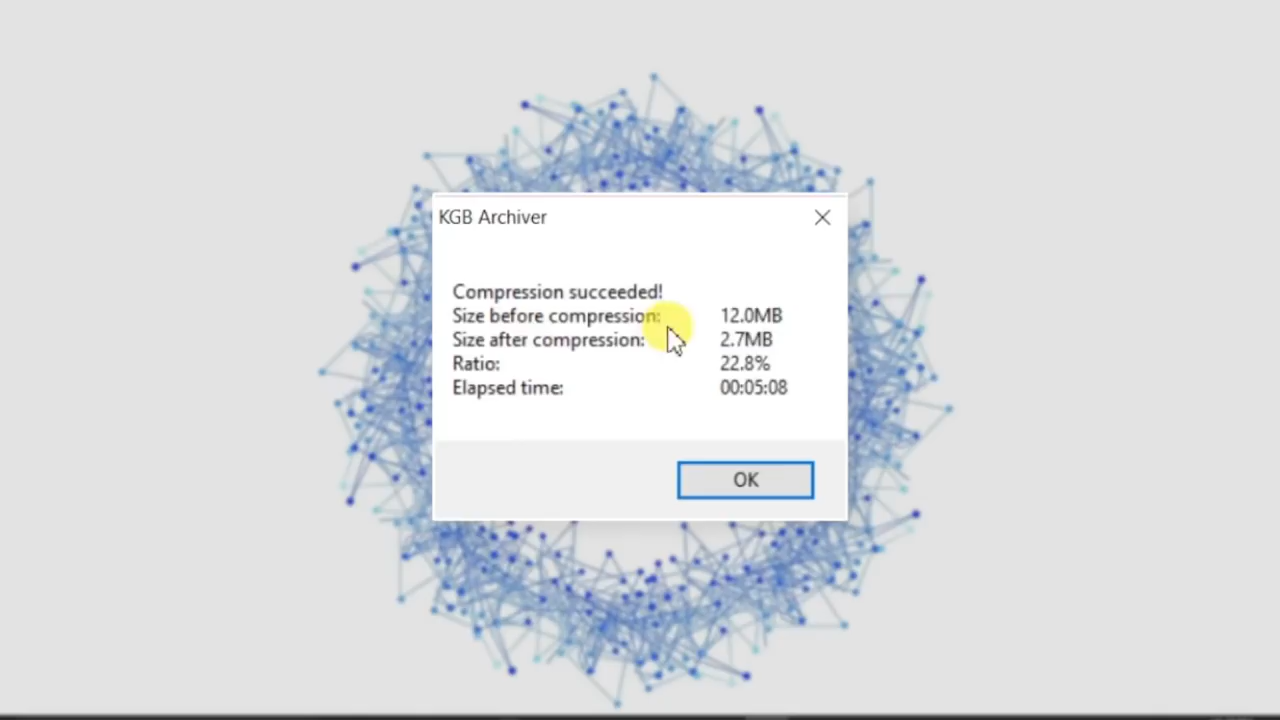 KGB Archiver
Compression succeeded!
Size before compression: 12.0MB
Size after compression: 2.7MB
Ratio: 22.8%
Elapsed time: 00:05:08
OK